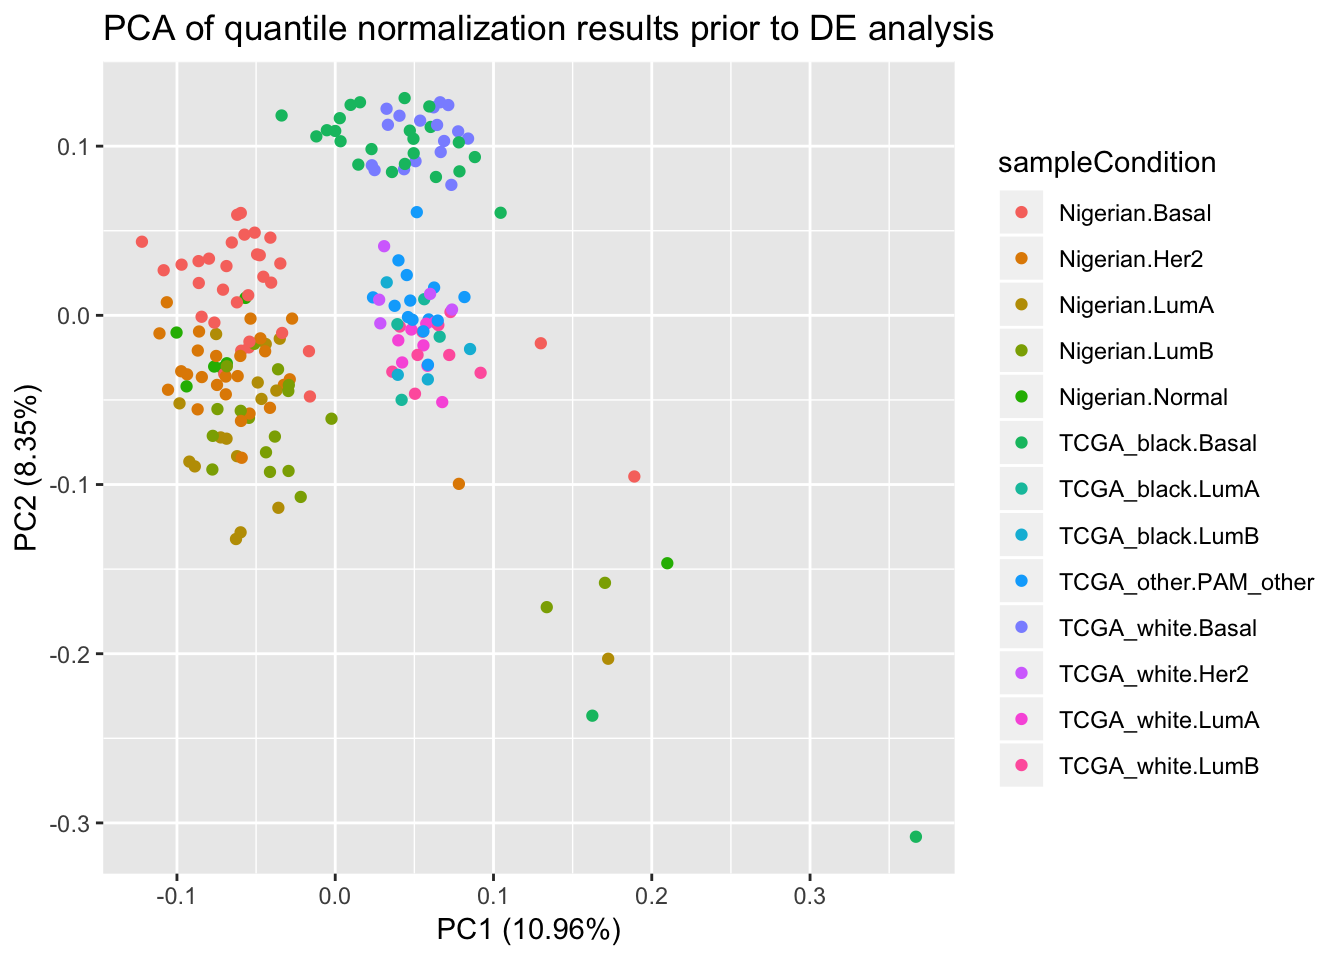 PCA of quantile normalization results prior to DE analysis
0.1
0.0
-0.1
-0.2
-0.3
PC2 (8.35%)
-0.1
0.0
0.1
0.2
0.3
PC1 (10.96%)
sampleCondition
Nigerian.Basal
Nigerian.Her2
Nigerian.LumA
Nigerian.LumB
Nigerian.Normal
TCGA_black.Basal
TCGA_black.LumA
TCGA_black.LumB
TCGA_other.PAM_other
TCGA_white.Basal
TCGA_white.Her2
TCGA_white.LumA
TCGA_white.LumB